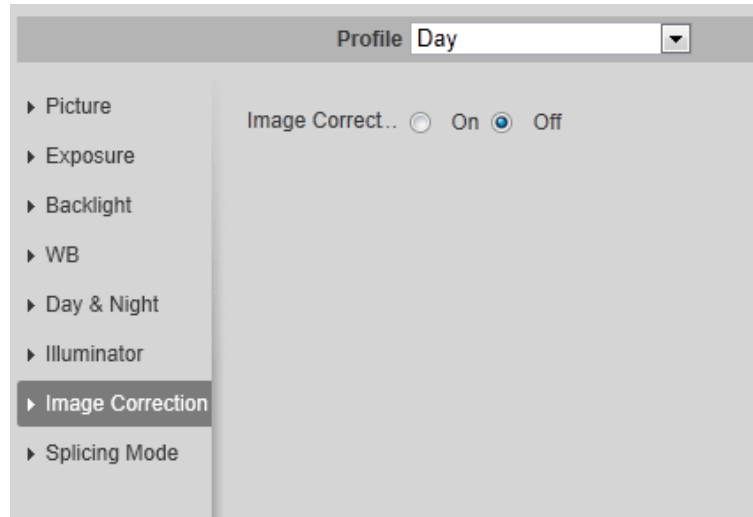 Profile Day
Picture
Image Correct.. On Off
Exposure
Backlight
WB
Day & Night
Illuminator
Image Correction
Splicing Mode